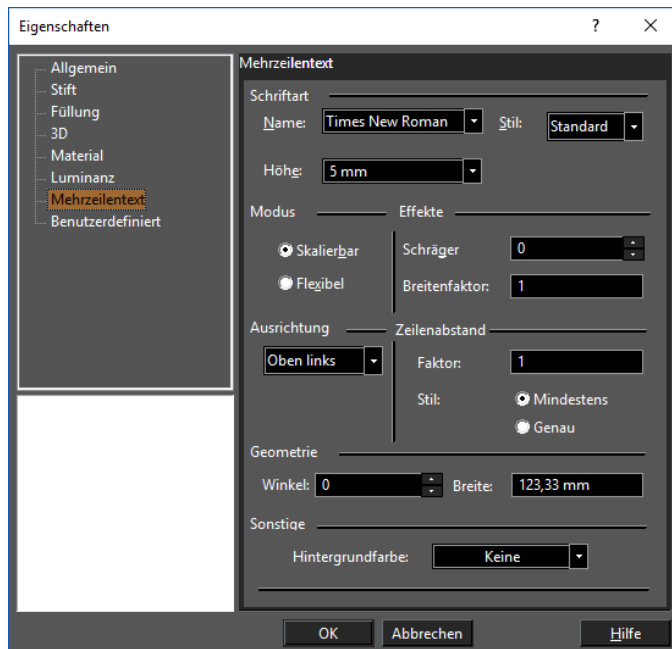 Eigenschaften ?
Allgemein
Stift
Füllung
3D
Material
Luminanz
Mehrzeilentext
Benutzerdefiniert
Mehrzeilentext
Schriftart
Name: Times New Roman Stil: Standard
Höhe: 5 mm
Modus Effekte
Skalierbar Schräger 0
Flexibel Breitenfaktor: 1
Ausrichtung Zeilenabstand
Oben links Faktor: 1
Stil: Mindestens
Genau
Geometrie
Winkel: 0 Breite: 123,33 mm
Sonstige
Hintergrundfarbe: Keine
OK Abbrechen Hilfe